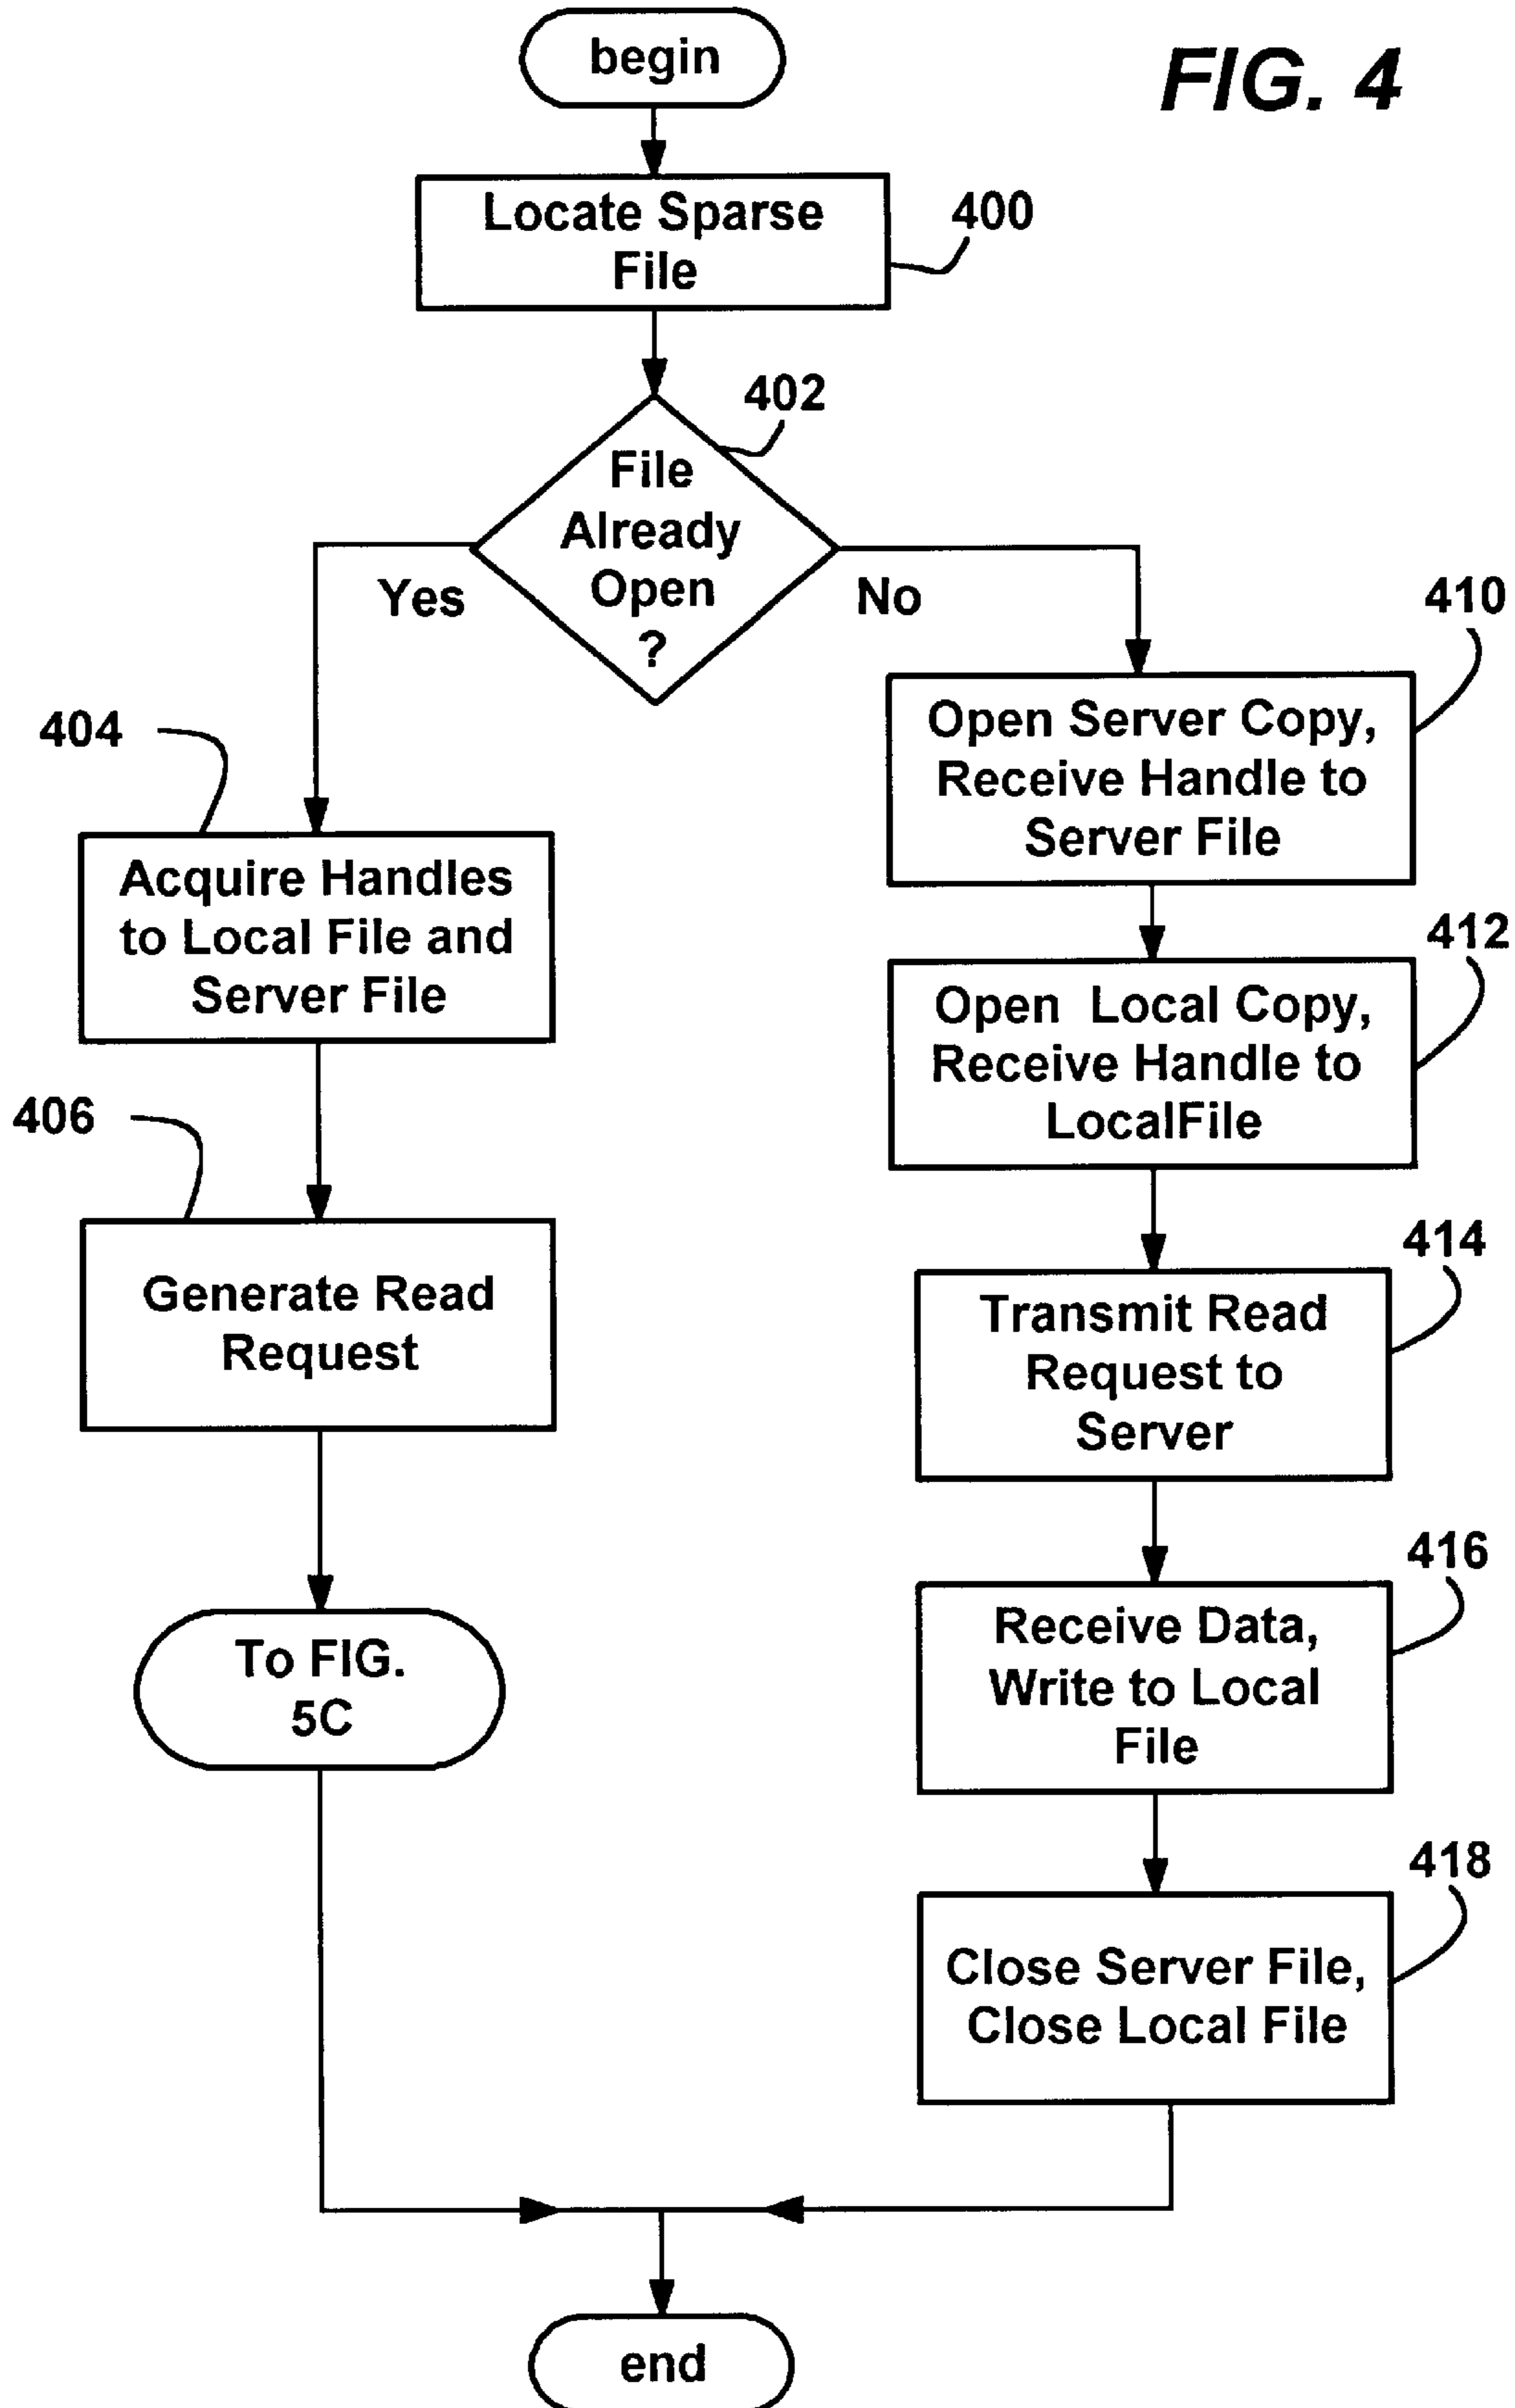 begin
FIG. 4
Locate Sparse
File
400
402
File
Already
Open
?
Yes
No
404
Acquire Handles
to Local File and
Server File
406
Generate Read
Request
To FIG.
5C
410
Open Server Copy,
Receive Handle to
Server File
412
Open Local Copy,
Receive Handle to
LocalFile
414
Transmit Read
Request to
Server
416
Receive Data,
Write to Local
File
418
Close Server File,
Close Local File
end